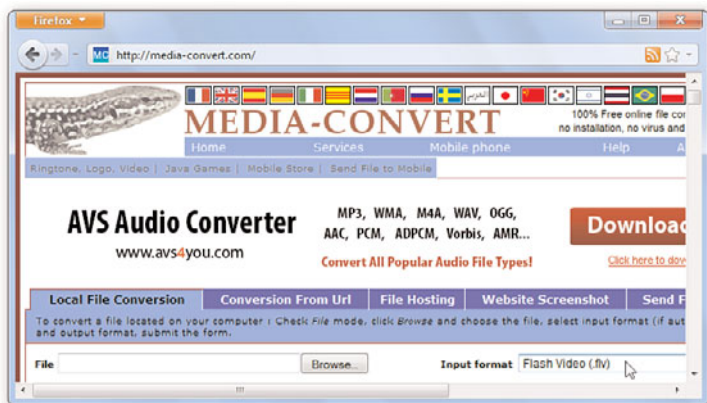 Firefox
MC http://media-convert.com/
100% Free online file
no installation, no virus and
MEDIA-CONVERT
Home Services Mobile phone Help
Ringtone, Logo, Video | Java Games | Mobile Store | Send File to Mobile
AVS Audio Converter
www.avs4you.com
MP3, WMA, M4A, WAV, OGG,
AAC, PCM, ADPCM, Vorbis, AMR...
Convert All Popular Audio File Types!
Download
Click here to
Local File Conversion Conversion From Url File Hosting Website Screenshot Send
To convert a file located on your computer : Check File mode, click Browse and choose the file, select input format (if
and output format, submit the form.
File Browse... Input format Flash Video (.flv)